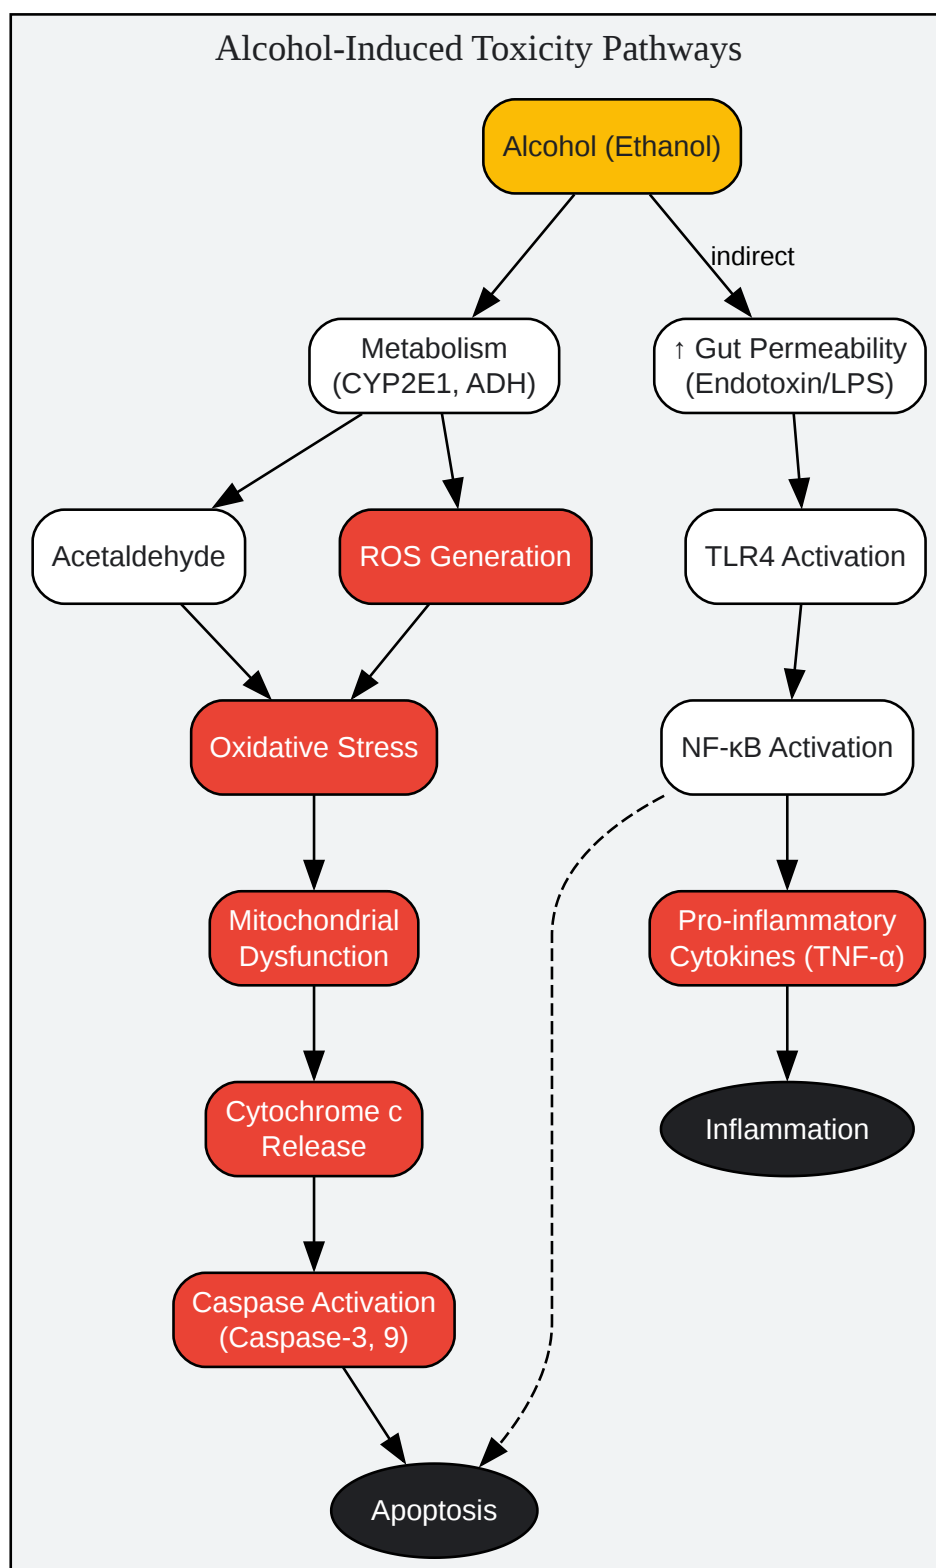 Alcohol-Induced Toxicity Pathways
Alcohol (Ethanol)
indirect
Metabolism
(CYP2E1, ADH)
↑ Gut Permeability
(Endotoxin/LPS)
Acetaldehyde
ROS Generation
TLR4 Activation
Oxidative Stress
NF-κB Activation
Mitochondrial
Dysfunction
Pro-inflammatory
Cytokines (TNF-α)
Cytochrome c
Release
Inflammation
Caspase Activation
(Caspase-3, 9)
Apoptosis